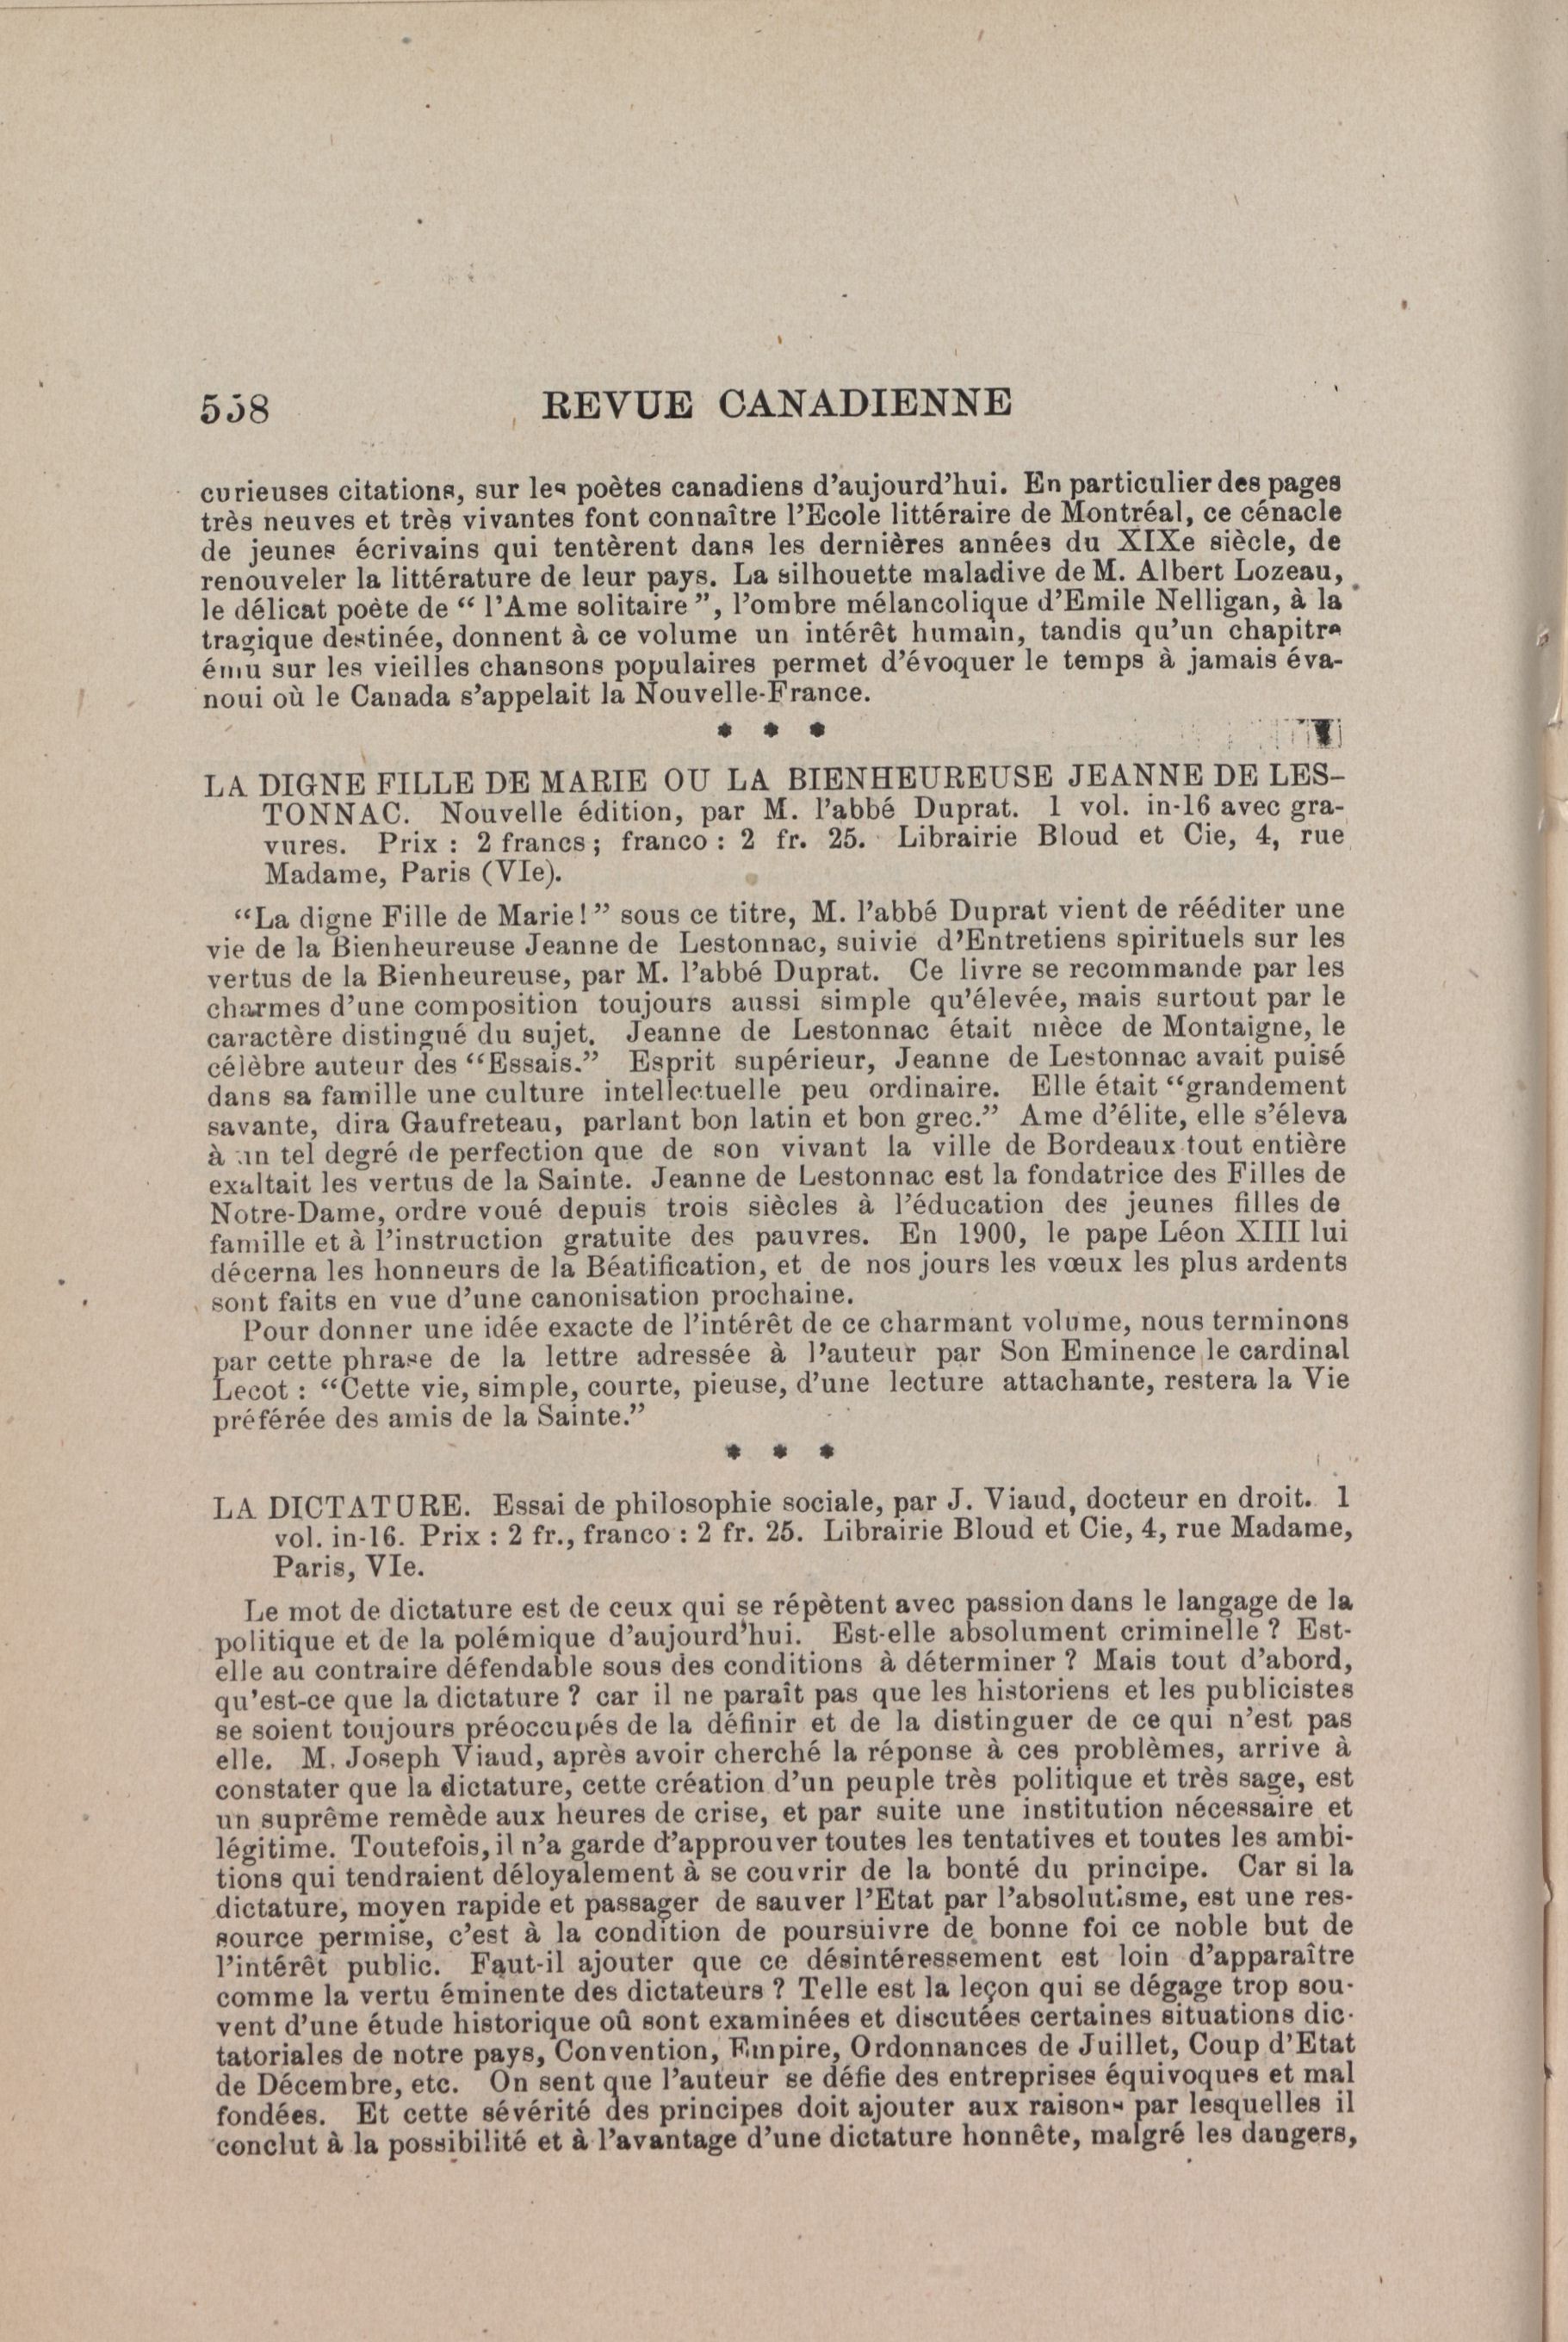 558
REVUE CANADIENNE
curieuses citations, sur les poètes canadiens d'aujourd'hui. En particulier des pages
très neuves et très vivantes font connaître l'Ecole littéraire de Montréal, ce cénacle
de jeunes écrivains qui tentèrent dans les dernières années du XIXe siècle, de
renouveler la littérature de leur pays. La silhouette maladive de M. Albert Lozeau,
le délicat poète de “ l'Ame solitaire ”, l'ombre mélancolique d'Emile Nelligan, à la
tragique destinée, donnent à ce volume un intérêt humain, tandis qu'un chapitre
ému sur les vieilles chansons populaires permet d'évoquer le temps à jamais éva-
noui où le Canada s'appelait la Nouvelle-France.
* * *
LA DIGNE FILLE DE MARIE OU LA BIENHEUREUSE JEANNE DE LES-
TONNAC. Nouvelle édition, par M. l'abbé Duprat. 1 vol. in-16 avec gra-
vures. Prix : 2 francs ; franco : 2 fr. 25. Librairie Bloud et Cie, 4, rue
Madame, Paris (VIe).
“La digne Fille de Marie!” sous ce titre, M. l'abbé Duprat vient de rééditer une
vie de la Bienheureuse Jeanne de Lestonnac, suivie d'Entretiens spirituels sur les
vertus de la Bienheureuse, par M. l'abbé Duprat. Ce livre se recommande par les
charmes d'une composition toujours aussi simple qu'élevée, mais surtout par le
caractère distingué du sujet. Jeanne de Lestonnac était nièce de Montaigne, le
célèbre auteur des “Essais.” Esprit supérieur, Jeanne de Lestonnac avait puisé
dans sa famille une culture intellectuelle peu ordinaire. Elle était “grandement
savante, dira Gaufreteau, parlant bon latin et bon grec.” Ame d'élite, elle s'éleva
à un tel degré de perfection que de son vivant la ville de Bordeaux tout entière
exaltait les vertus de la Sainte. Jeanne de Lestonnac est la fondatrice des Filles de
Notre-Dame, ordre voué depuis trois siècles à l'éducation des jeunes filles de
famille et à l'instruction gratuite des pauvres. En 1900, le pape Léon XIII lui
décerna les honneurs de la Béatification, et de nos jours les vœux les plus ardents
sont faits en vue d'une canonisation prochaine.
Pour donner une idée exacte de l'intérêt de ce charmant volume, nous terminons
par cette phrase de la lettre adressée à l'auteur par Son Eminence le cardinal
Lecot : “Cette vie, simple, courte, pieuse, d'une lecture attachante, restera la Vie
préférée des amis de la Sainte.”
* * *
LA DICTATURE. Essai de philosophie sociale, par J. Viaud, docteur en droit. 1
vol. in-16. Prix : 2 fr., franco : 2 fr. 25. Librairie Bloud et Cie, 4, rue Madame,
Paris, VIe.
Le mot de dictature est de ceux qui se répètent avec passion dans le langage de la
politique et de la polémique d'aujourd'hui. Est-elle absolument criminelle ? Est-
elle au contraire défendable sous des conditions à déterminer ? Mais tout d'abord,
qu'est-ce que la dictature ? car il ne paraît pas que les historiens et les publicistes
se soient toujours préoccupés de la définir et de la distinguer de ce qui n'est pas
elle. M. Joseph Viaud, après avoir cherché la réponse à ces problèmes, arrive à
constater que la dictature, cette création d'un peuple très politique et très sage, est
un suprême remède aux heures de crise, et par suite une institution nécessaire et
légitime. Toutefois, il n'a garde d'approuver toutes les tentatives et toutes les ambi-
tions qui tendraient déloyalement à se couvrir de la bonté du principe. Car si la
dictature, moyen rapide et passager de sauver l'Etat par l'absolutisme, est une res-
source permise, c'est à la condition de poursuivre de bonne foi ce noble but de
l'intérêt public. Faut-il ajouter que ce désintéressement est loin d'apparaître
comme la vertu éminente des dictateurs ? Telle est la leçon qui se dégage trop sou-
vent d'une étude historique oû sont examinées et discutées certaines situations dic-
tatoriales de notre pays, Convention, Empire, Ordonnances de Juillet, Coup d'Etat
de Décembre, etc. On sent que l'auteur se défie des entreprises équivoques et mal
fondées. Et cette sévérité des principes doit ajouter aux raisons par lesquelles il
conclut à la possibilité et à l'avantage d'une dictature honnête, malgré les dangers,